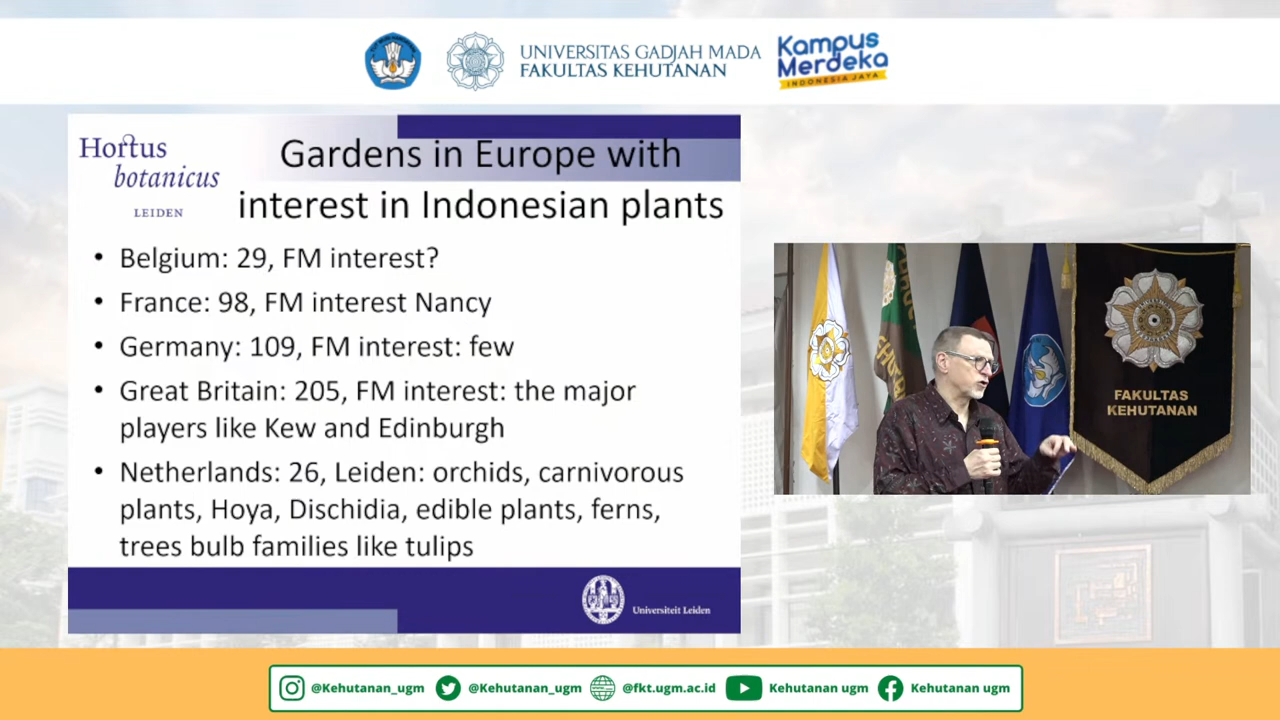 UNIVERSITAS GADJAH MADA
FAKULTAS KEHUTANAN
Kampus
Merdeka
INDONESIA JAYA
Hortus
botanicus
LEIDEN
Gardens in Europe with
interest in Indonesian plants
• Belgium: 29, FM interest?
• France: 98, FM interest Nancy
• Germany: 109, FM interest: few
• Great Britain: 205, FM interest: the major
players like Kew and Edinburgh
• Netherlands: 26, Leiden: orchids, carnivorous
plants, Hoya, Dischidia, edible plants, ferns,
trees bulb families like tulips
Universiteit Leiden
FAKULTAS
KEHUTANAN
@Kehutanan_ugm
@Kehutanan_ugm
@fkt.ugm.ac.id
Kehutanan ugm
Kehutanan ugm